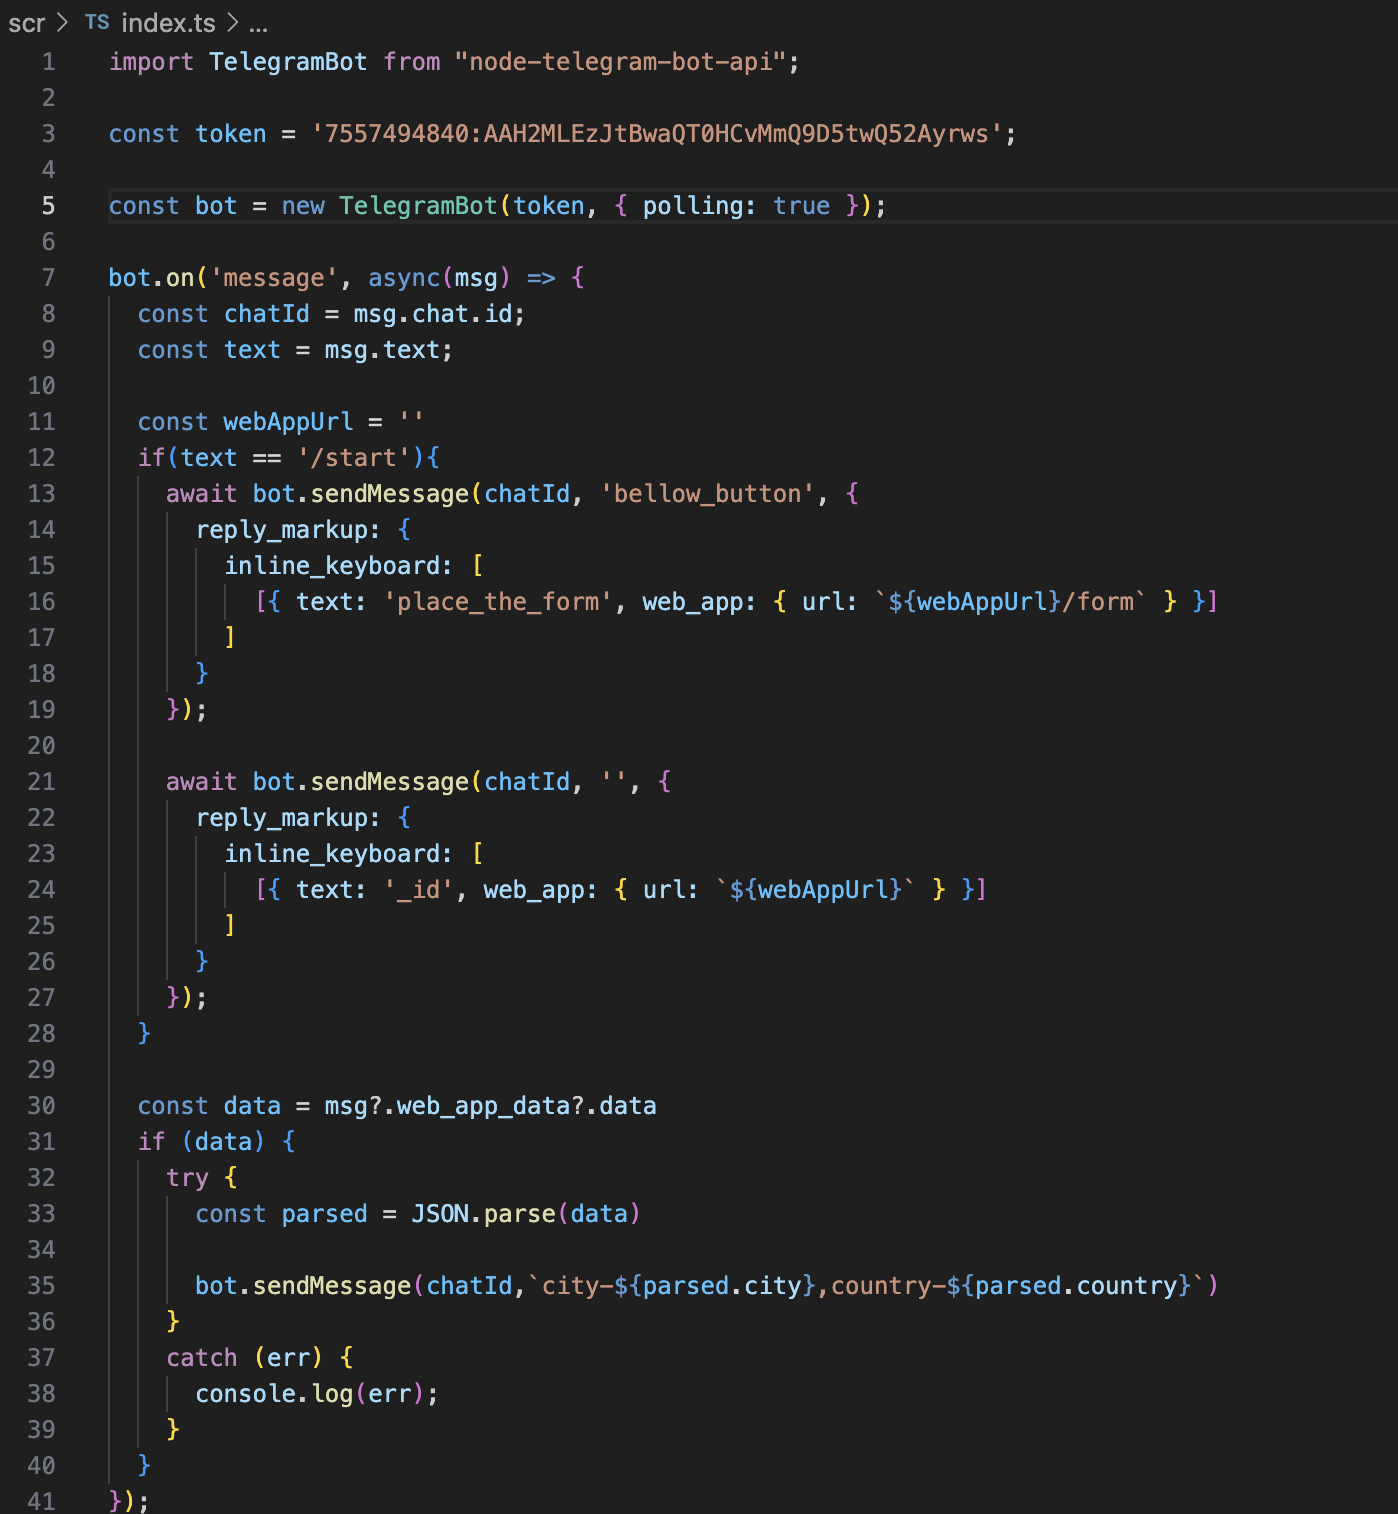 scr > TS index.ts > ...
1 import TelegramBot from "node-telegram-bot-api";
2
3 const token = '7557494840:AAH2MLEzJtBwaQT0HCvMmQ9D5twQ52Ayrws';
4
5 const bot = new TelegramBot(token, { polling: true });
6
7 bot.on('message', async(msg) => {
8   const chatId = msg.chat.id;
9   const text = msg.text;
10
11   const webAppUrl = ''
12   if(text == '/start'){
13     await bot.sendMessage(chatId, 'bellow_button', {
14       reply_markup: {
15         inline_keyboard: [
16           [{ text: 'place_the_form', web_app: { url: `${webAppUrl}/form` } }]
17         ]
18       }
19     });
20
21     await bot.sendMessage(chatId, '', {
22       reply_markup: {
23         inline_keyboard: [
24           [{ text: '_id', web_app: { url: `${webAppUrl}` } }]
25         ]
26       }
27     });
28   }
29
30   const data = msg?.web_app_data?.data
31   if (data) {
32     try {
33       const parsed = JSON.parse(data)
34
35       bot.sendMessage(chatId,`city-${parsed.city},country-${parsed.country}`)
36     }
37     catch (err) {
38       console.log(err);
39     }
40   }
41 });